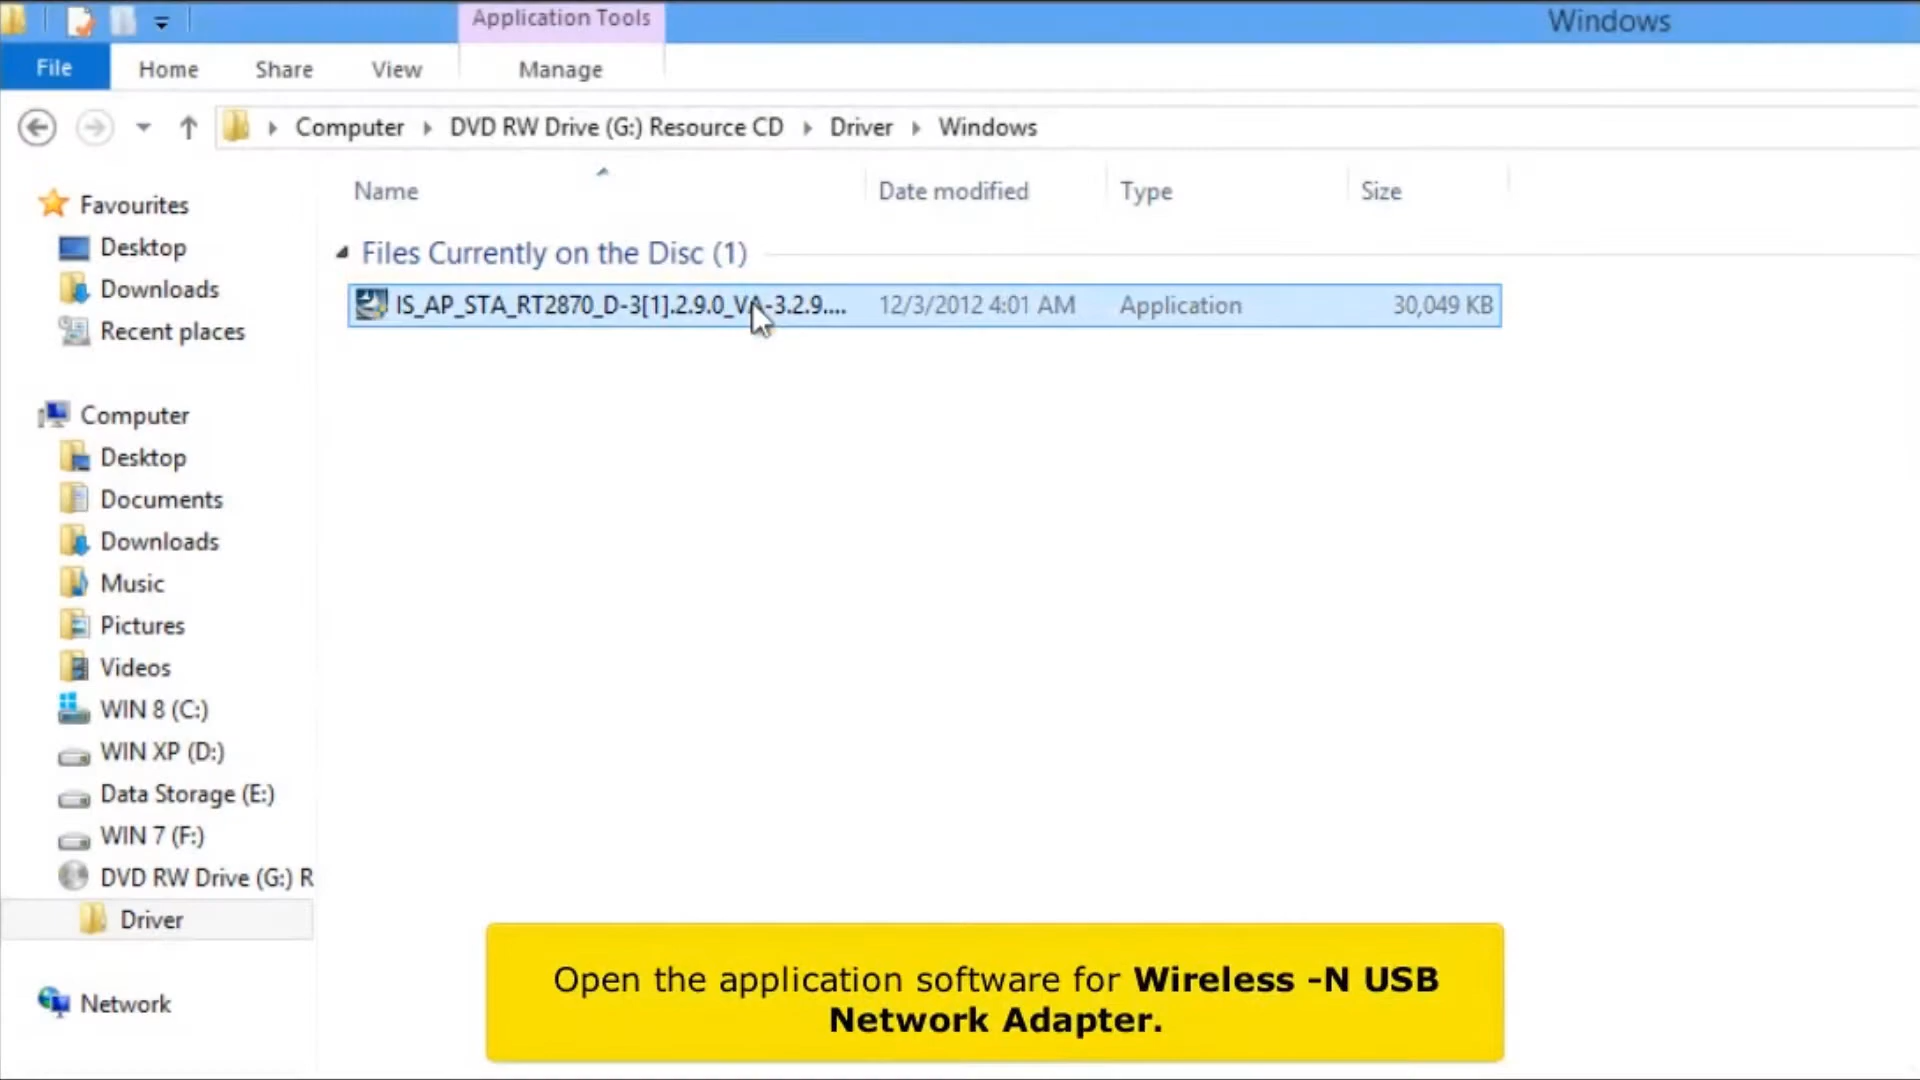 Application Tools
Windows
File Home Share View Manage
Computer DVD RW Drive (G:) Resource CD Driver Windows
Name Date modified Type Size
Favourites
Desktop
Downloads
Recent places
Computer
Desktop
Documents
Downloads
Music
Pictures
Videos
WIN 8 (C:)
WIN XP (D:)
Data Storage (E:)
WIN 7 (F:)
DVD RW Drive (G:) R
Driver
Network
Files Currently on the Disc (1)
IS_AP_STA_RT2870_D-3[1].2.9.0_VA-3.2.9.... 12/3/2012 4:01 AM Application 30,049 KB
Open the application software for Wireless -N USB
Network Adapter.